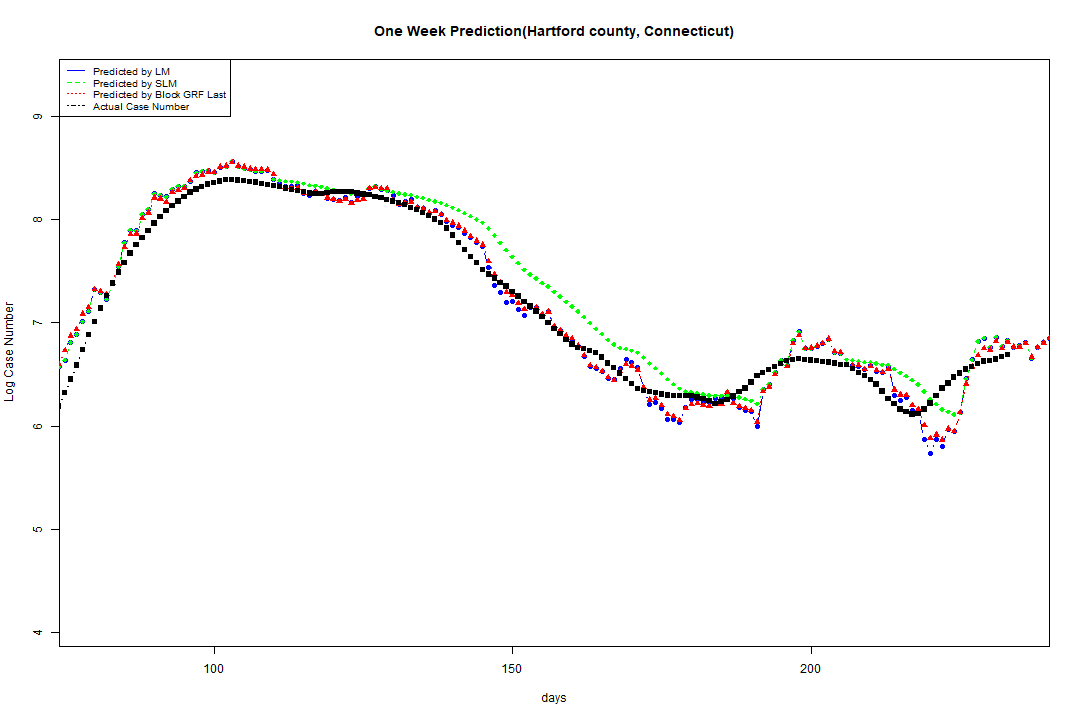 One Week Prediction(Hartford county, Connecticut)
Predicted by LM
Predicted by SLM
Predicted by Block GRF Last
Actual Case Number
9
8
7
6
5
4
Log Case Number
100 150 200
days